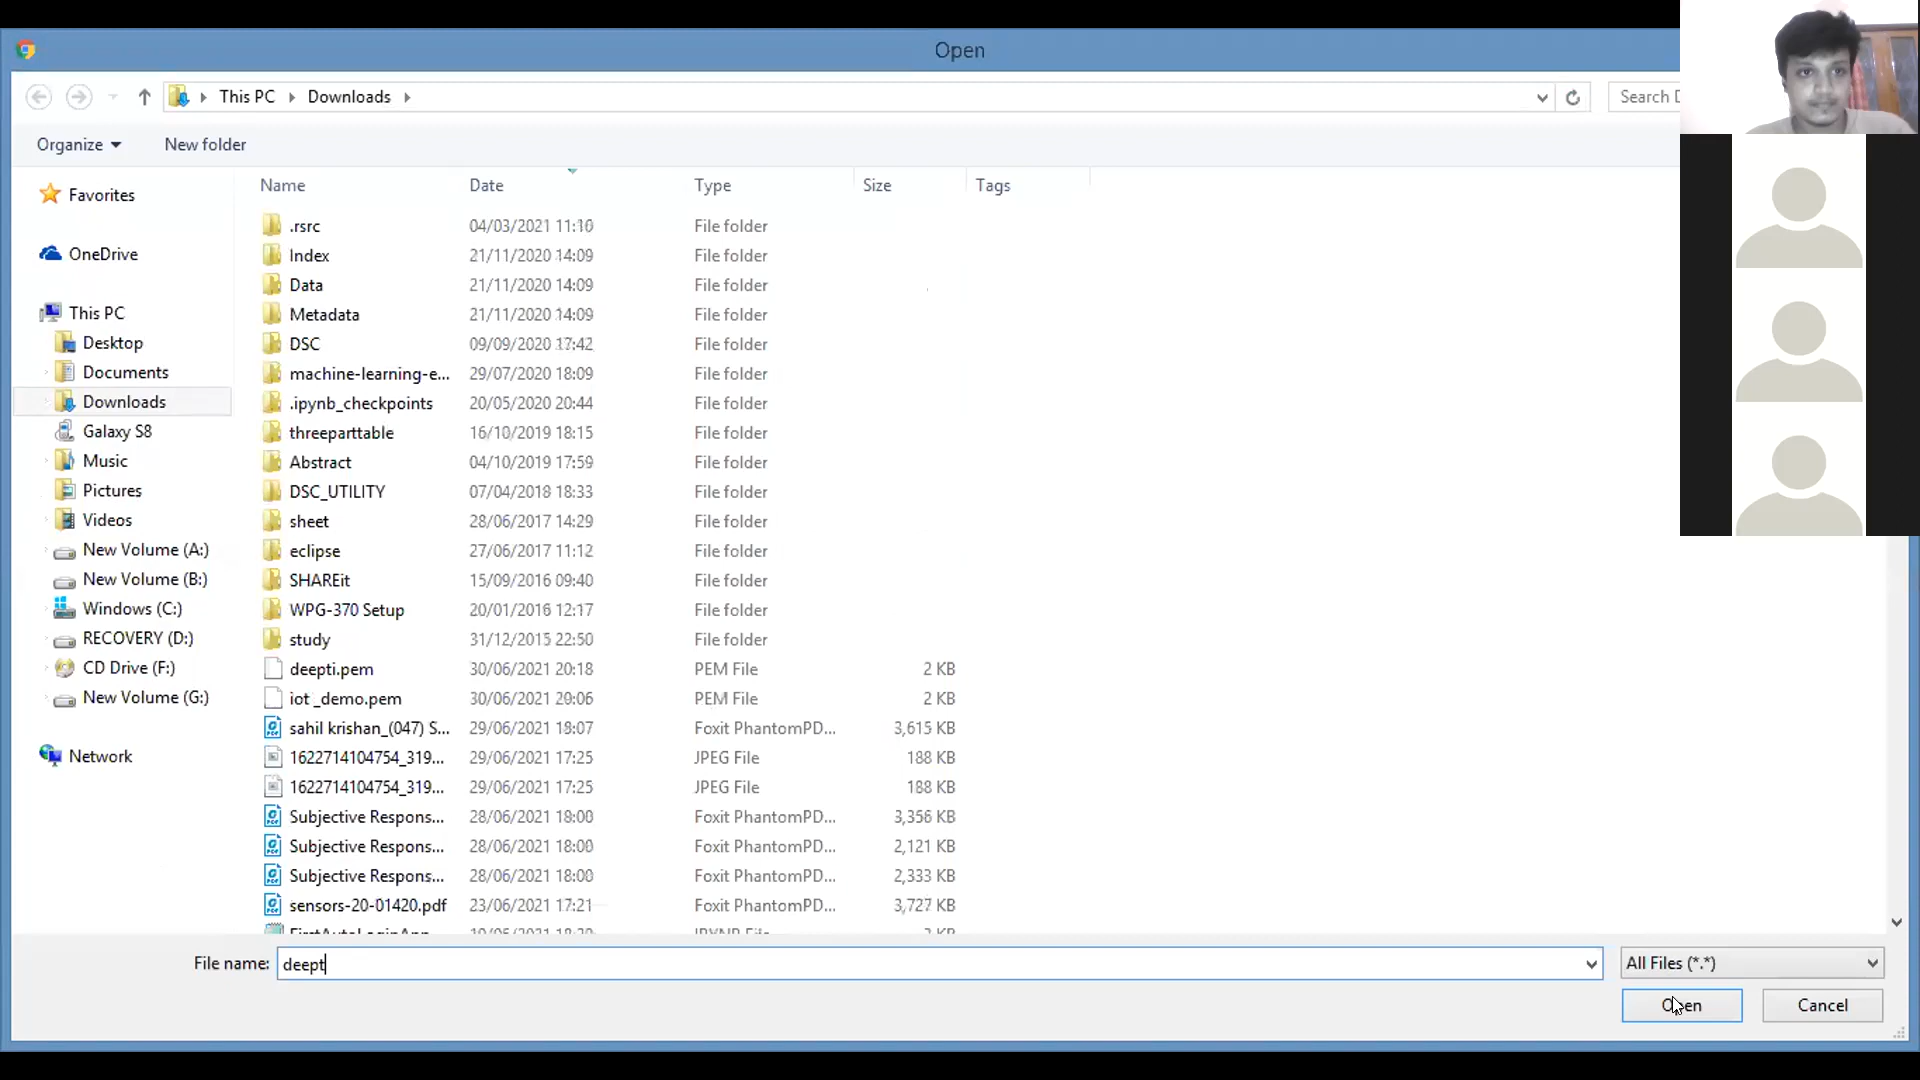 Open
This PC Downloads
Search D
Organize New folder
Name Date Type Size Tags
Favorites
OneDrive
This PC
Desktop
Documents
Downloads
Galaxy S8
Music
Pictures
Videos
New Volume (A:)
New Volume (B:)
Windows (C:)
RECOVERY (D:)
CD Drive (F:)
New Volume (G:)
Network
.rsrc 04/03/2021 11:10 File folder
Index 21/11/2020 14:09 File folder
Data 21/11/2020 14:09 File folder
Metadata 21/11/2020 14:09 File folder
DSC 09/09/2020 17:42 File folder
machine-learning-e... 29/07/2020 18:09 File folder
.ipynb_checkpoints 20/05/2020 20:44 File folder
threeparttable 16/10/2019 18:15 File folder
Abstract 04/10/2019 17:59 File folder
DSC_UTILITY 07/04/2018 18:33 File folder
sheet 28/06/2017 14:29 File folder
eclipse 27/06/2017 11:12 File folder
SHAREit 15/09/2016 09:40 File folder
WPG-370 Setup 20/01/2016 12:17 File folder
study 31/12/2015 22:50 File folder
deepti.pem 30/06/2021 20:18 PEM File 2 KB
iot _demo.pem 30/06/2021 20:06 PEM File 2 KB
sahil krishan_(047) S... 29/06/2021 18:07 Foxit PhantomPD... 3,615 KB
1622714104754_319... 29/06/2021 17:25 JPEG File 188 KB
1622714104754_319... 29/06/2021 17:25 JPEG File 188 KB
Subjective Respons... 28/06/2021 18:00 Foxit PhantomPD... 3,356 KB
Subjective Respons... 28/06/2021 18:00 Foxit PhantomPD... 2,121 KB
Subjective Respons... 28/06/2021 18:00 Foxit PhantomPD... 2,333 KB
sensors-20-01420.pdf 23/06/2021 17:21 Foxit PhantomPD... 3,727 KB
File name: deept All Files (*.*)
Open Cancel